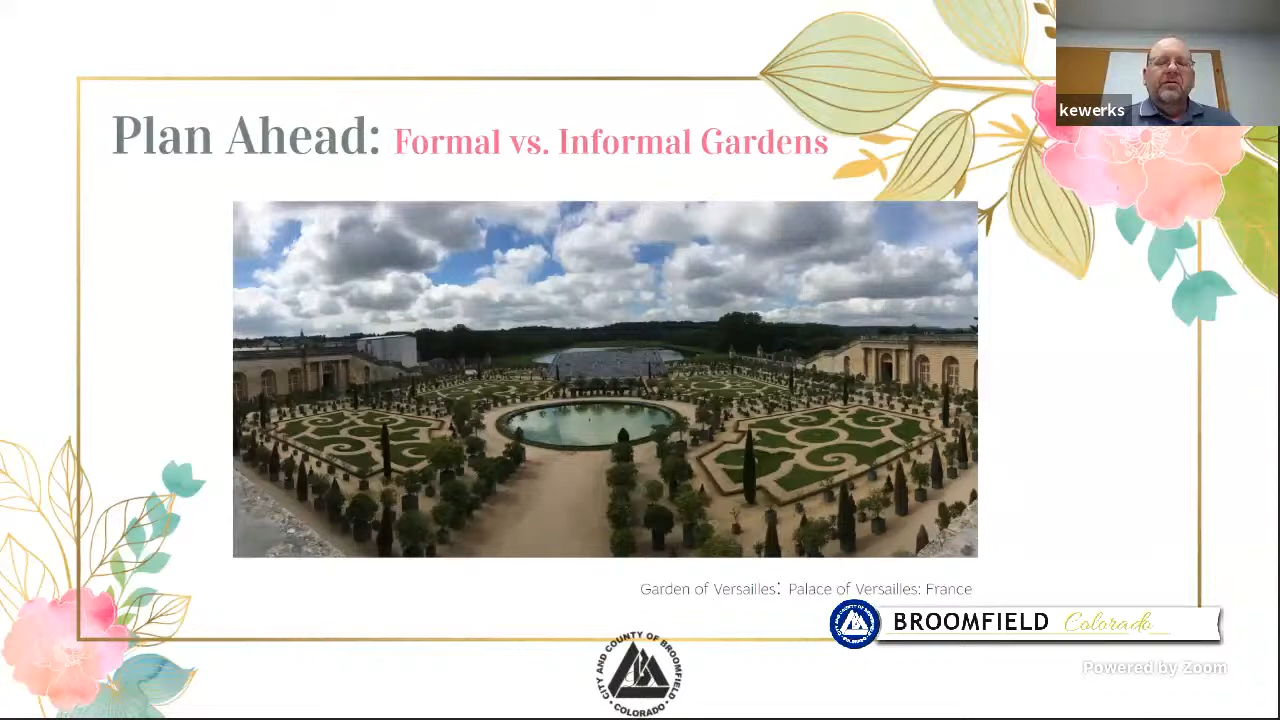 kewerks
Plan Ahead: Formal vs. Informal Gardens
Garden of Versailles: Palace of Versailles: France
BROOMFIELD Colorado
Powered by Zoom
CITY AND COUNTY OF BROOMFIELD
COLORADO